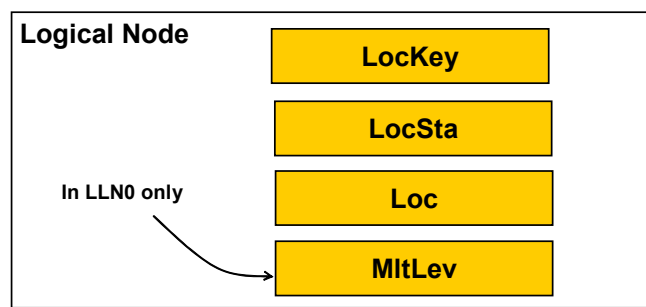 Logical Node
LocKey
LocSta
In LLN0 only
Loc
MltLev